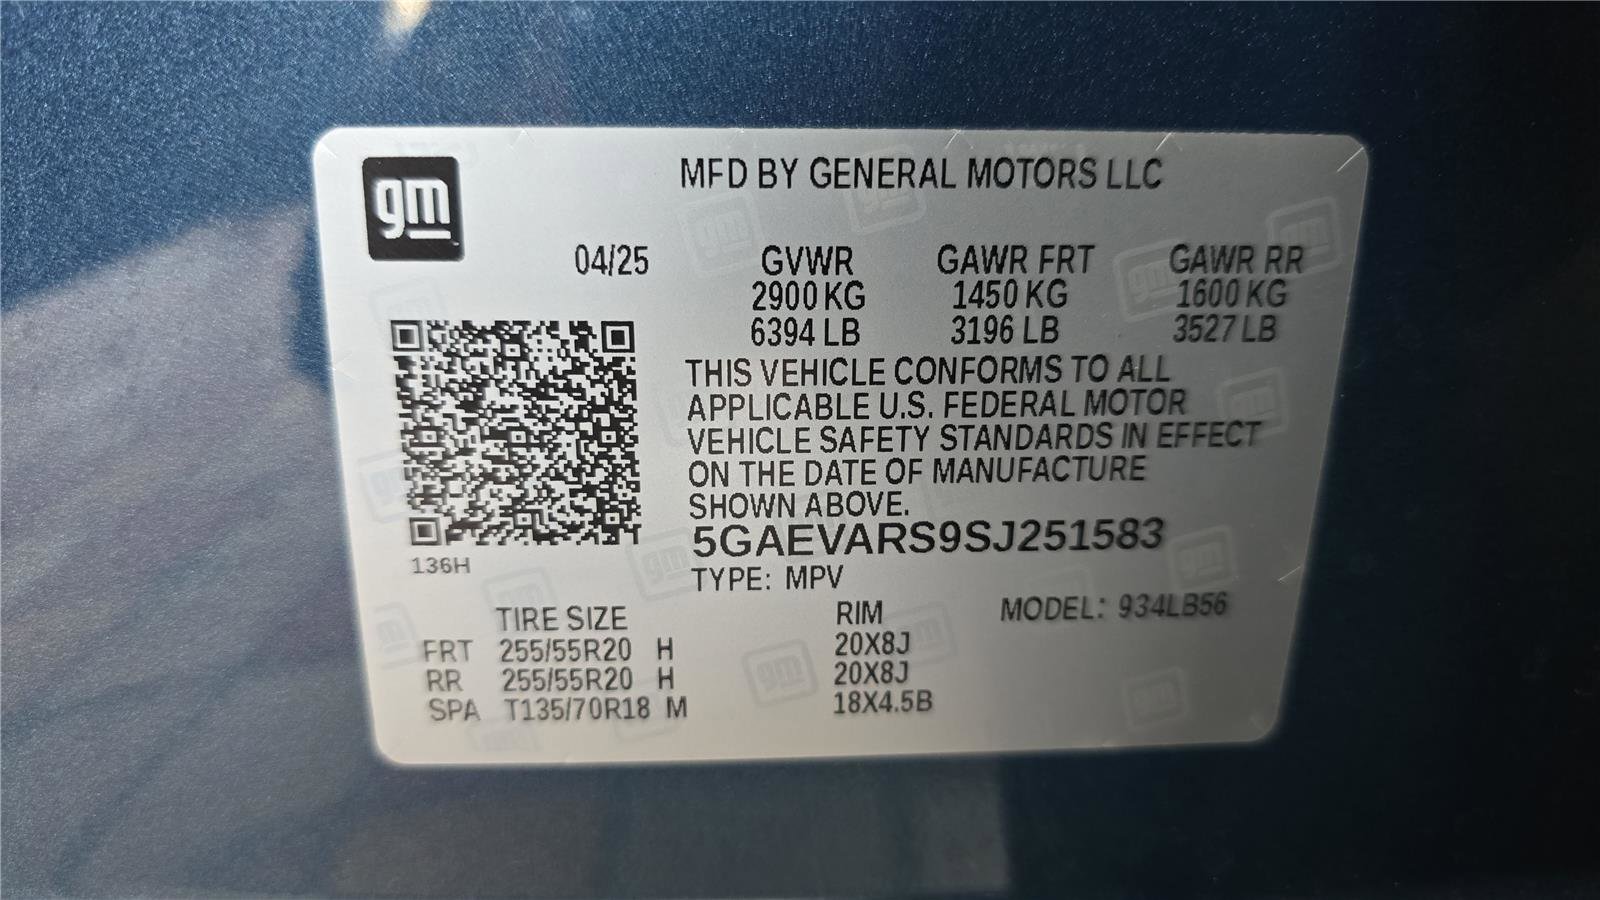 gm
MFD BY GENERAL MOTORS LLC
04/25 GVWR GAWR FRT GAWR RR
2900 KG 1450 KG 1600 KG
6394 LB 3196 LB 3527 LB
THIS VEHICLE CONFORMS TO ALL
APPLICABLE U.S. FEDERAL MOTOR
VEHICLE SAFETY STANDARDS IN EFFECT
ON THE DATE OF MANUFACTURE
SHOWN ABOVE.
5GAEVARS9SJ251583
136H
TYPE: MPV
TIRE SIZE RIM MODEL: 934LB56
FRT 255/55R20 H 20X8J
RR 255/55R20 H 20X8J
SPA T135/70R18 M 18X4.5B